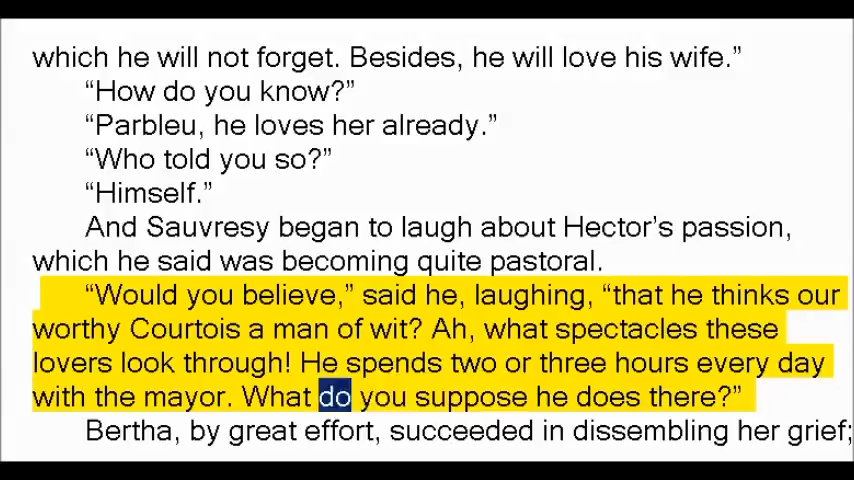 which he will not forget. Besides, he will love his wife.”
“How do you know?”
“Parbleu, he loves her already.”
“Who told you so?”
“Himself.”
And Sauvresy began to laugh about Hector’s passion,
which he said was becoming quite pastoral.
“Would you believe,” said he, laughing, “that he thinks our
worthy Courtois a man of wit? Ah, what spectacles these
lovers look through! He spends two or three hours every day
with the mayor. What do you suppose he does there?”
Bertha, by great effort, succeeded in dissembling her grief;